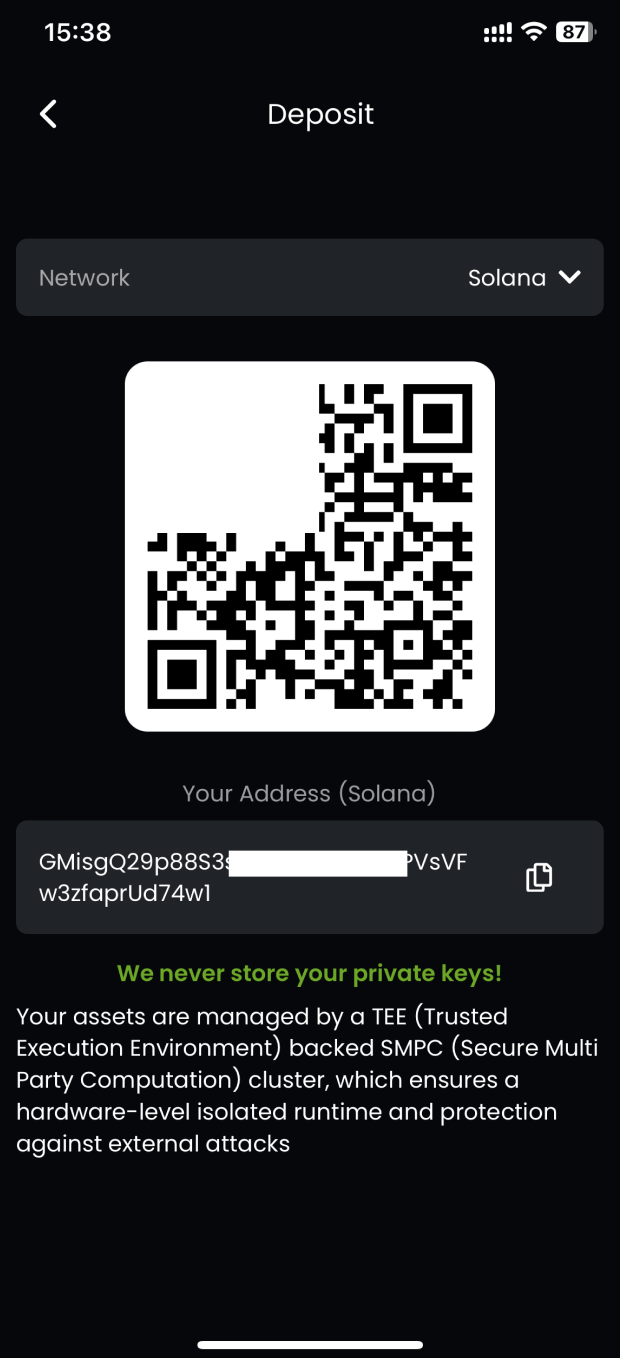 15:38
87
Deposit
Network
Solana
Your Address (Solana)
GMisgQ29p88S3 VsVF
w3zfaprUd74w1
We never store your private keys!
Your assets are managed by a TEE (Trusted
Execution Environment) backed SMPC (Secure Multi
Party Computation) cluster, which ensures a
hardware-level isolated runtime and protection
against external attacks